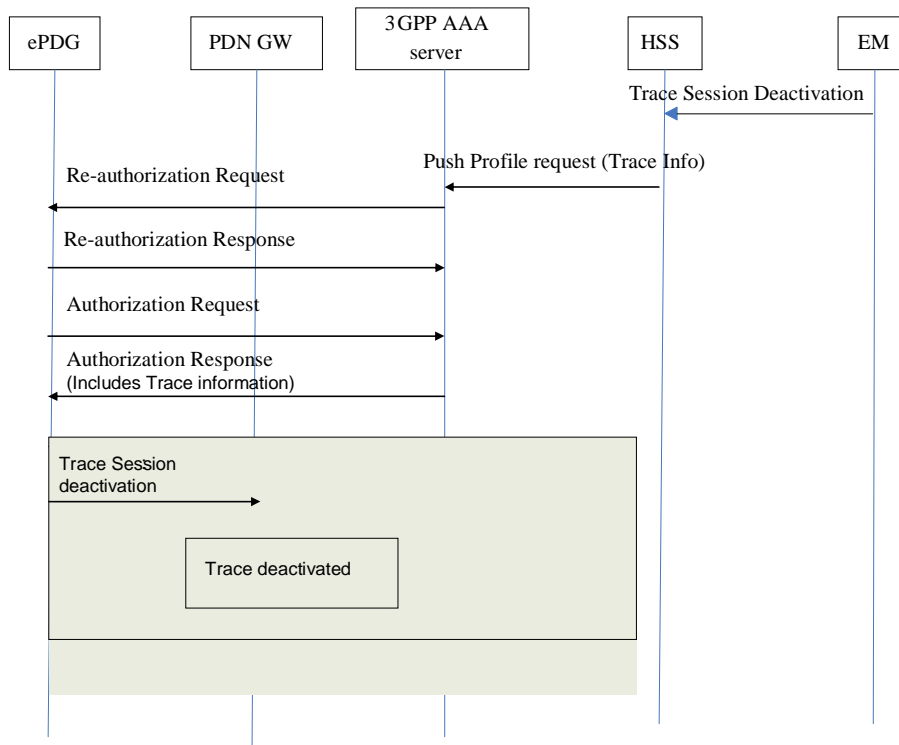 ePDG
PDN GW
3GPP AAA
server
HSS
EM
Trace Session Deactivation
Push Profile request (Trace Info)
Re-authorization Request
Re-authorization Response
Authorization Request
Authorization Response
(Includes Trace information)
Trace Session
deactivation
Trace deactivated